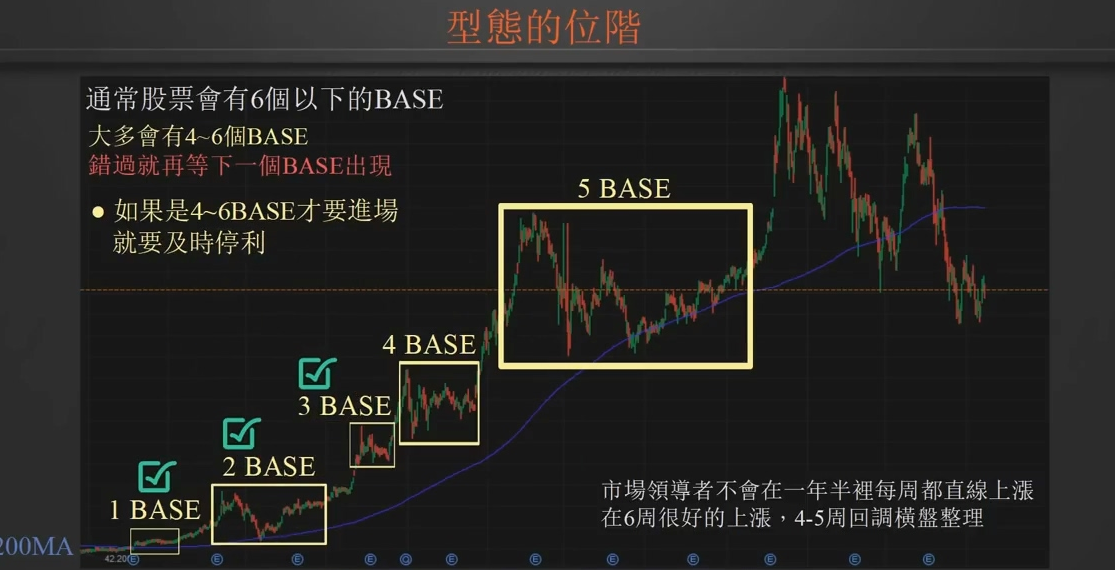 型態的位階
通常股票會有6個以下的BASE
大多會有4~6個BASE
錯過就再等下一個BASE出現
● 如果是4~6BASE才要進場
就要及時停利
5 BASE
4 BASE
3 BASE
2 BASE
1 BASE
市場領導者不會在一年半裡每周都直線上漲
在6周很好的上漲，4-5周回調橫盤整理
200MA
42.200
E E E E Q E E E E E E E